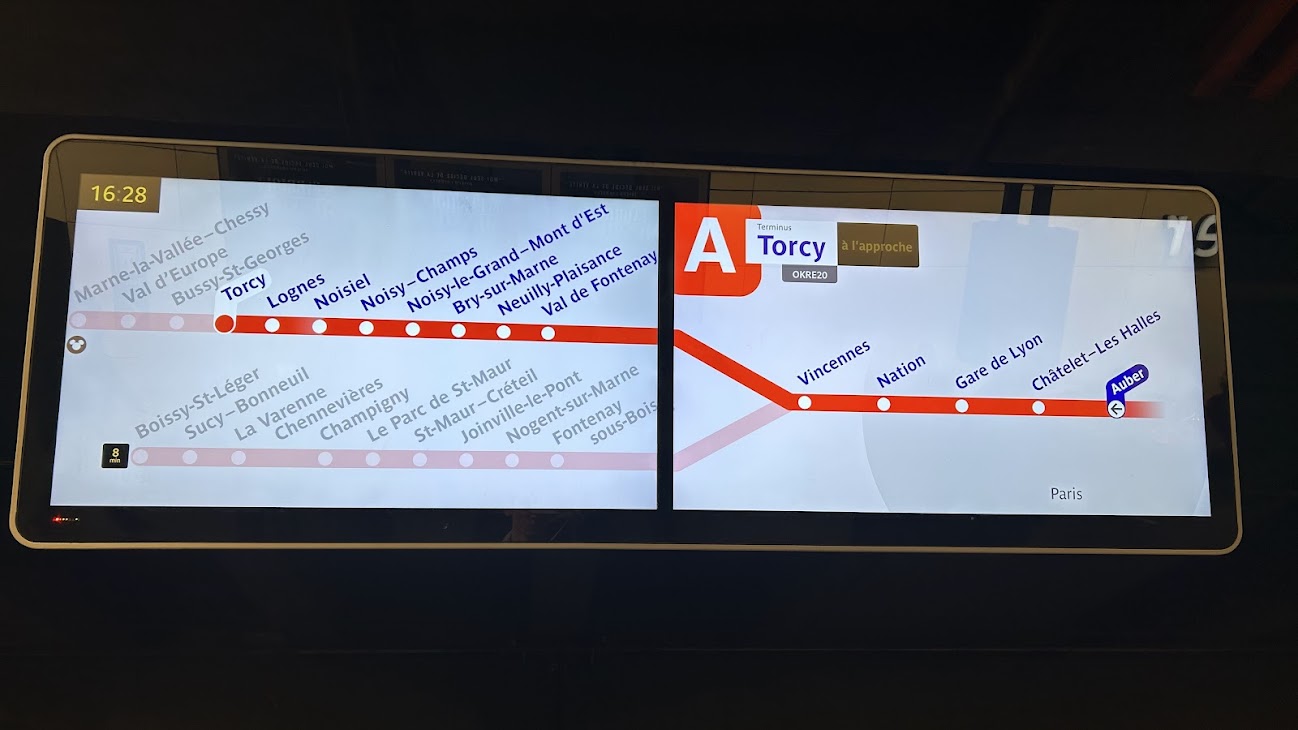 16:28
Marne-la-Vallée–Chessy
Val d'Europe
Bussy-St-Georges
Torcy
Lognes
Noisiel
Noisy–Champs
Noisy-le-Grand–Mont d'Est
Bry-sur-Marne
Neuilly-Plaisance
Val de Fontenay
8
min
Boissy-St-Léger
Sucy–Bonneuil
La Varenne
Chennevières
Champigny
Le Parc de St-Maur
St-Maur–Créteil
Joinville-le-Pont
Nogent-sur-Marne
Fontenay
sous-Bois
A
Terminus
Torcy
à l'approche
OKRE20
Vincennes
Nation
Gare de Lyon
Châtelet–Les Halles
Auber
Paris